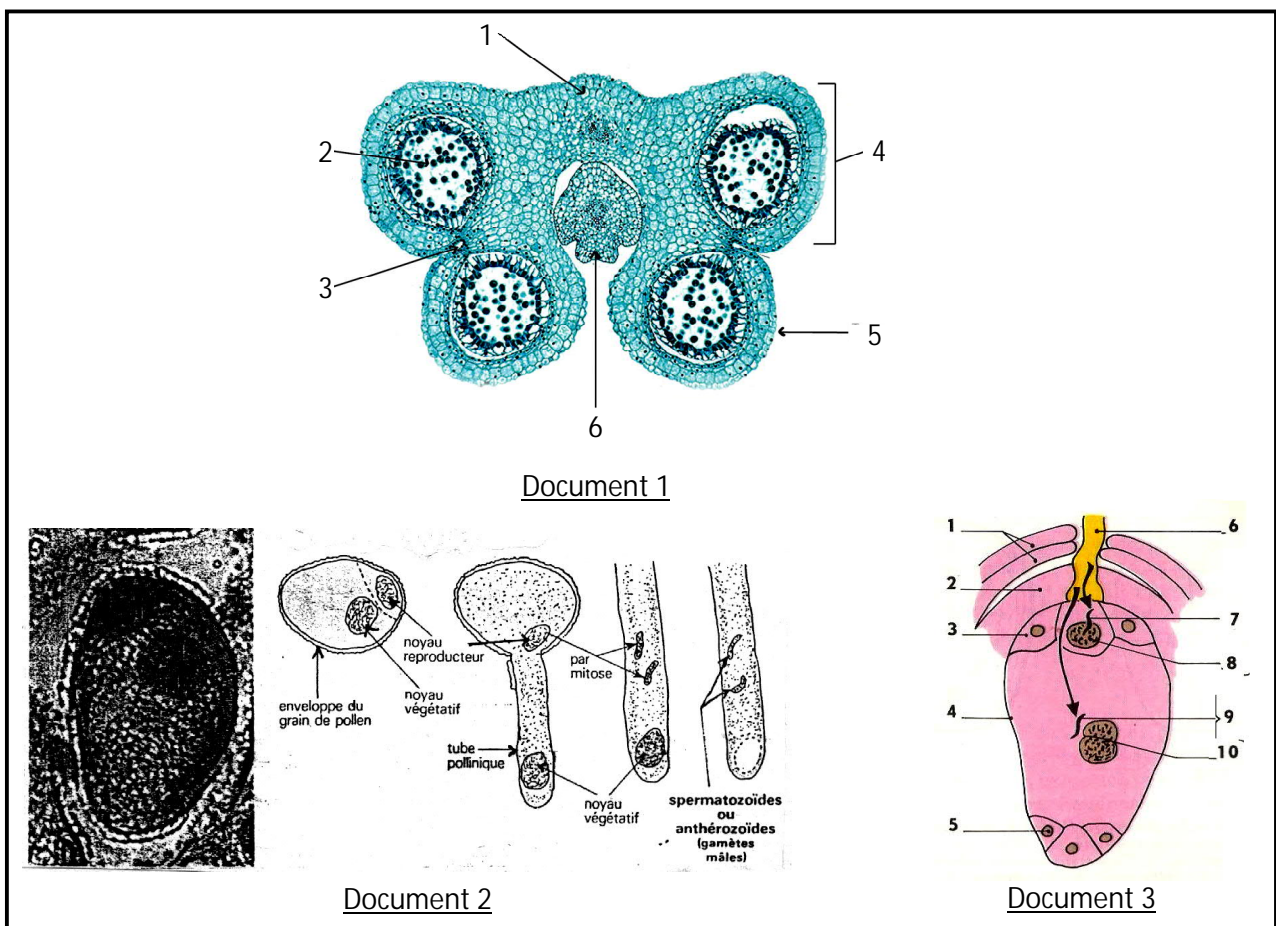 1
2
3
4
5
6
Document 1
enveloppe du
grain de pollen
noyau
reproducteur
noyau
végétatif
tube
pollinique
par
mitose
noyau
végétatif
spermatozoïdes
ou
anthérozoïdes
(gamètes
mâles)
Document 2
1
2
3
4
5
6
7
8
9
10
Document 3